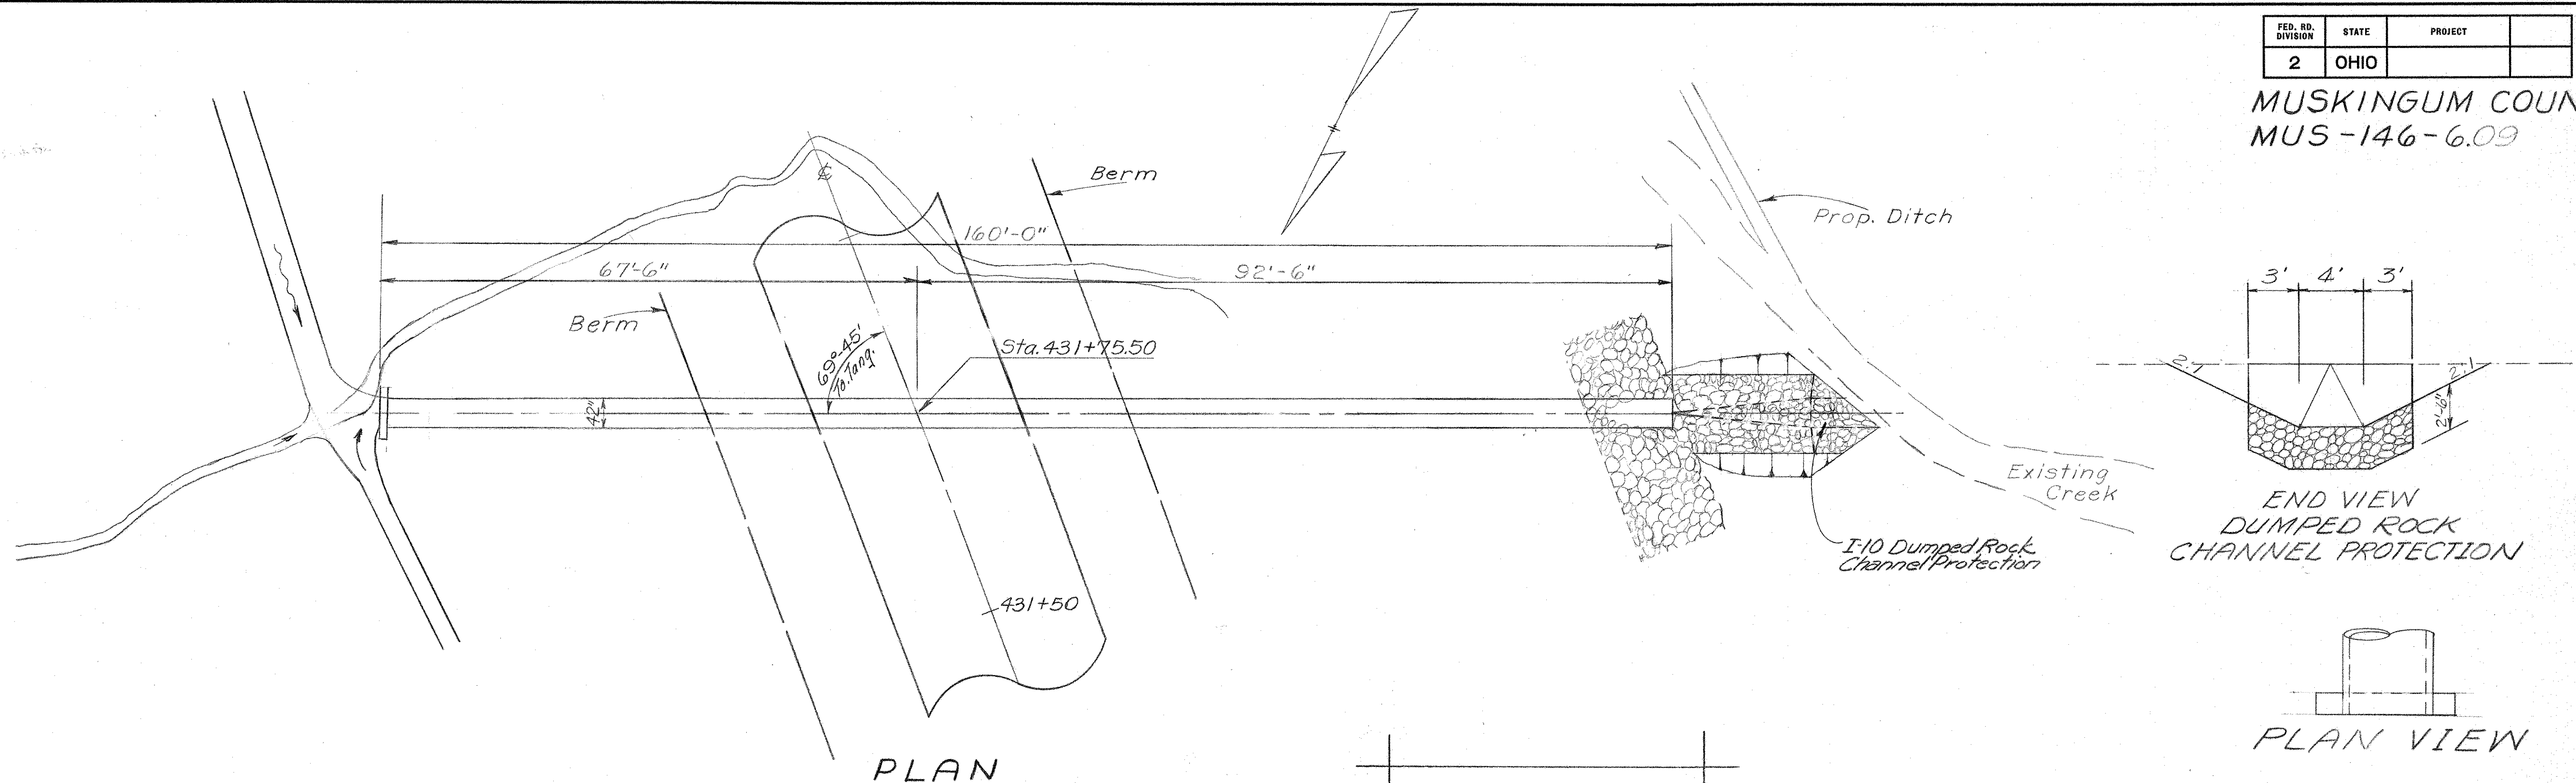 FED. RD. DIVISION STATE PROJECT
2 OHIO
MUSKINGUM COUN
MUS-146-6.09
Berm
Prop. Ditch
160'-0"
67'-6"
92'-6"
3' 4' 3'
Berm
69°-45'
To. Tang.
Sta. 431+75.50
2:1
2:1
2'-6"
42"
Existing
Creek
END VIEW
DUMPED ROCK
CHANNEL PROTECTION
I-10 Dumped Rock
Channel Protection
431+50
PLAN VIEW
PLAN